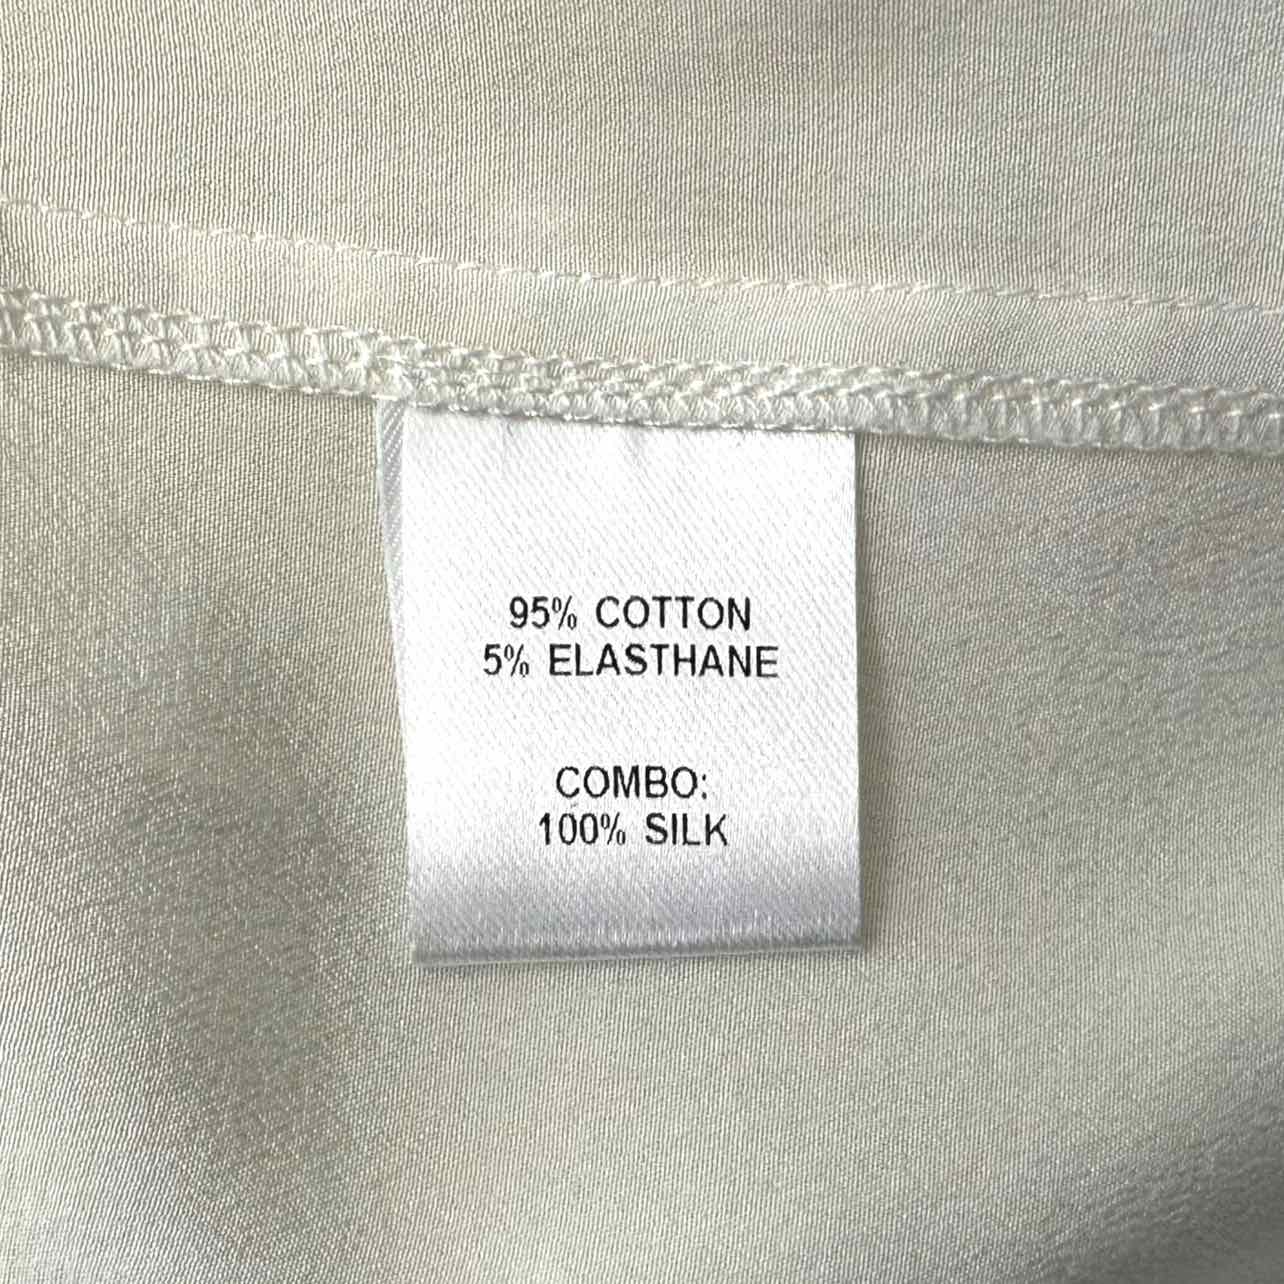 95% COTTON
5% ELASTHANE
COMBO:
100% SILK